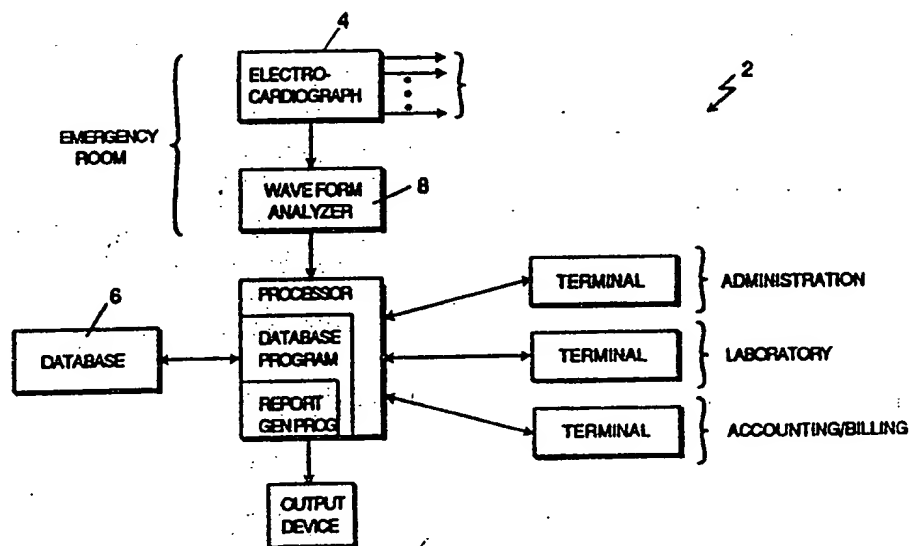 4
ELECTRO-
CARDIOGRAPH
2
EMERGENCY
ROOM
WAVE FORM
ANALYZER
8
PROCESSOR
DATABASE
PROGRAM
REPORT
GEN PROG
6
DATABASE
TERMINAL
ADMINISTRATION
TERMINAL
LABORATORY
TERMINAL
ACCOUNTING/BILLING
OUTPUT
DEVICE